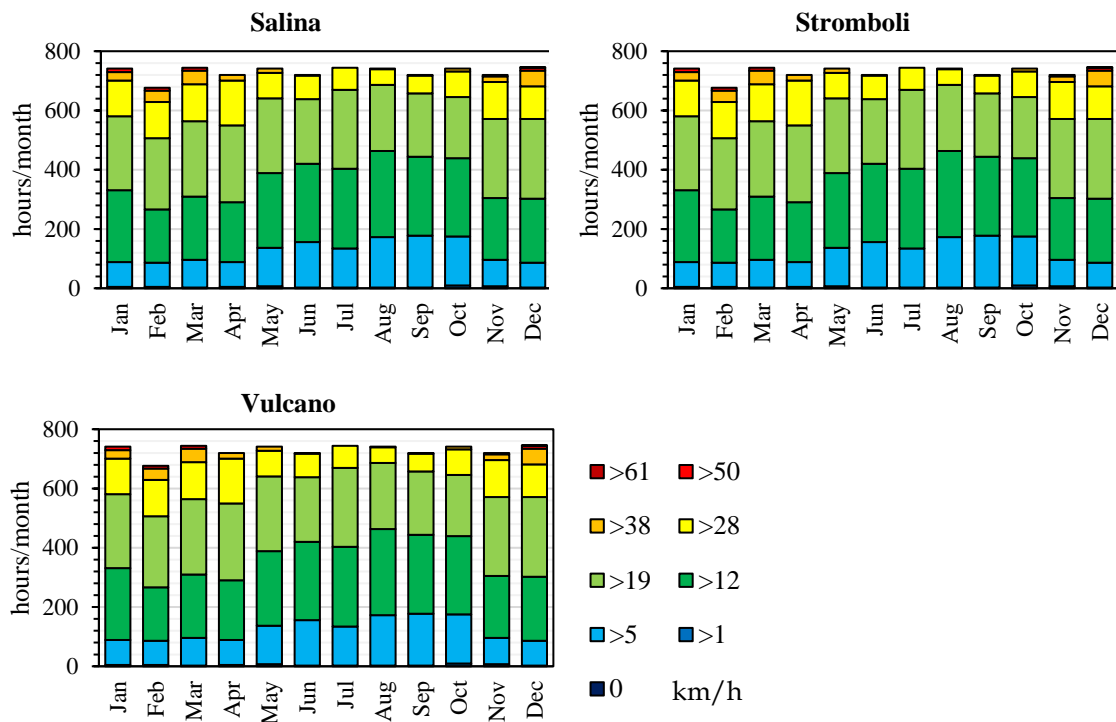 Salina
800
600
400
200
0
hours/month
Jan Feb Mar Apr May Jun Jul Aug Sep Oct Nov Dec
Stromboli
800
600
400
200
0
hours/month
Jan Feb Mar Apr May Jun Jul Aug Sep Oct Nov Dec
Vulcano
800
600
400
200
0
hours/month
Jan Feb Mar Apr May Jun Jul Aug Sep Oct Nov Dec
>61 >50
>38 >28
>19 >12
>5 >1
0 km/h